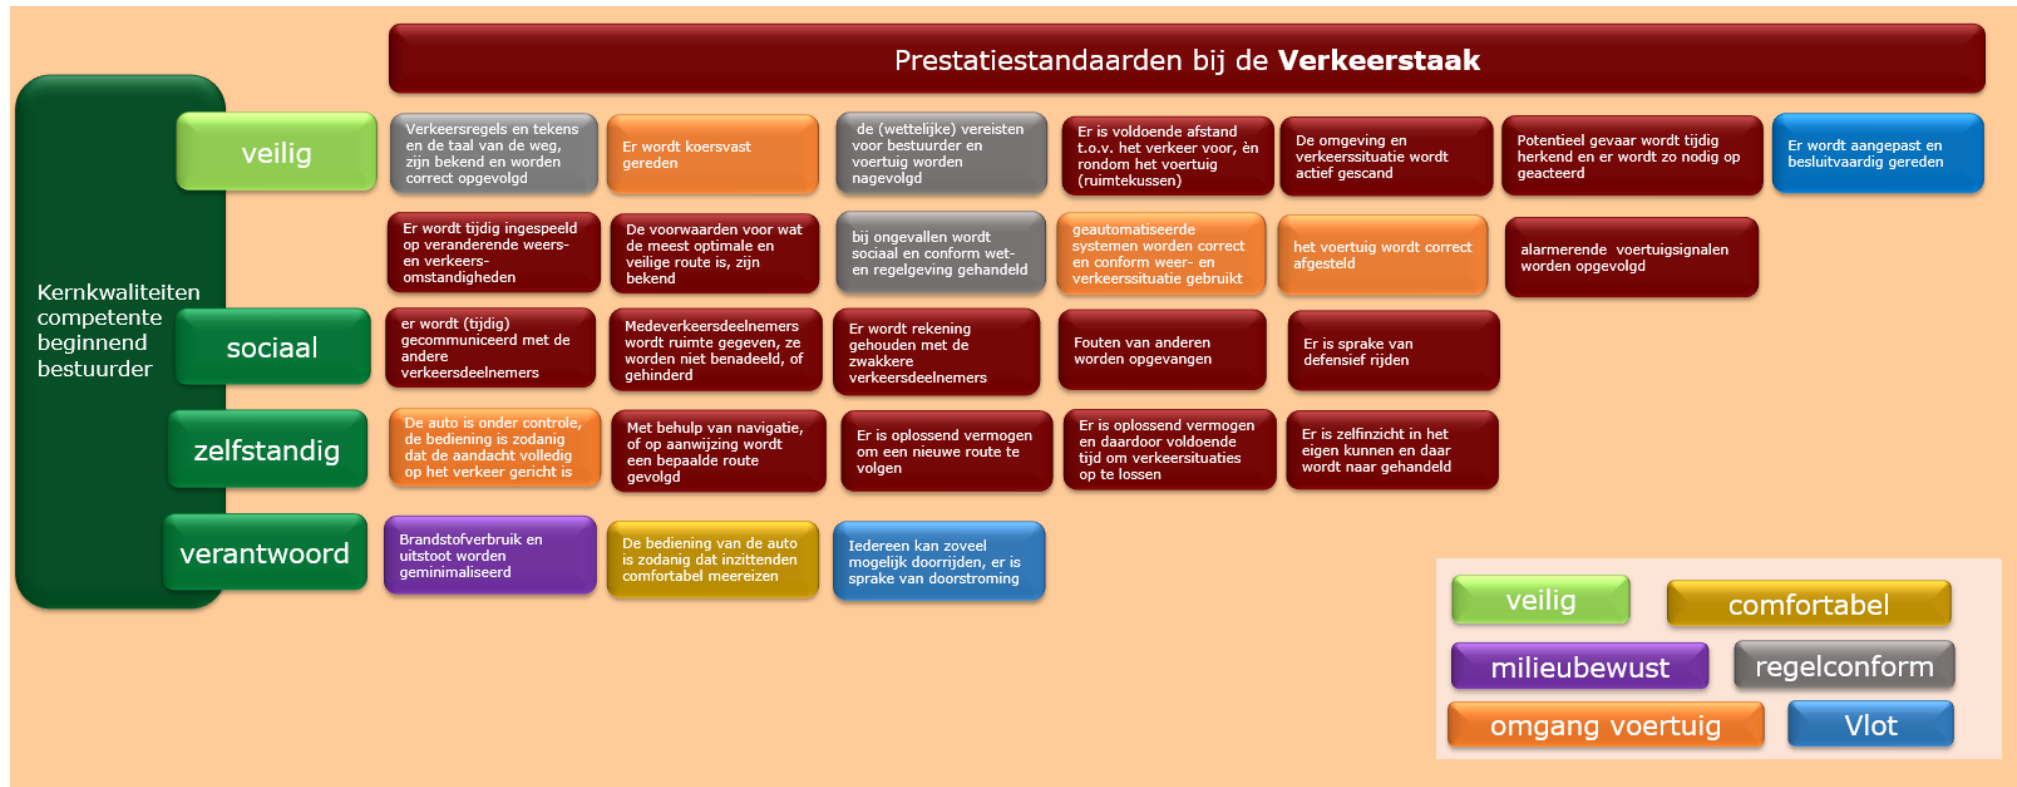 Prestatiestandaarden bij de Verkeerstaak
Kernkwaliteiten
competente
beginnend
bestuurder
veilig
Verkeersregels en tekens
en de taal van de weg,
zijn bekend en worden
correct opgevolgd
Er wordt koersvast
gereden
de (wettelijke) vereisten
voor bestuurder en
voertuig worden
nagevolgd
Er is voldoende afstand
t.o.v. het verkeer voor, èn
rondom het voertuig
(ruimtekussen)
De omgeving en
verkeerssituatie wordt
actief gescand
Potentieel gevaar wordt tijdig
herkend en er wordt zo nodig op
geacteerd
Er wordt aangepast en
besluitvaardig gereden
Er wordt tijdig ingespeeld
op veranderende weers-
en verkeers-
omstandigheden
De voorwaarden voor wat
de meest optimale en
veilige route is, zijn
bekend
bij ongevallen wordt
sociaal en conform wet-
en regelgeving gehandeld
geautomatiseerde
systemen worden correct
en conform weer- en
verkeerssituatie gebruikt
het voertuig wordt correct
afgesteld
alarmerende voertuigsignalen
worden opgevolgd
sociaal
er wordt (tijdig)
gecommuniceerd met de
andere
verkeersdeelnemers
Medeverkeersdeelnemers
wordt ruimte gegeven, ze
worden niet benadeeld, of
gehinderd
Er wordt rekening
gehouden met de
zwakkere
verkeersdeelnemers
Fouten van anderen
worden opgevangen
Er is sprake van
defensief rijden
zelfstandig
De auto is onder controle,
de bediening is zodanig
dat de aandacht volledig
op het verkeer gericht is
Met behulp van navigatie,
of op aanwijzing wordt
een bepaalde route
gevolgd
Er is oplossend vermogen
om een nieuwe route te
volgen
Er is oplossend vermogen
en daardoor voldoende
tijd om verkeersituaties
op te lossen
Er is zelfinzicht in het
eigen kunnen en daar
wordt naar gehandeld
verantwoord
Brandstofverbruik en
uitstoot worden
geminimaliseerd
De bediening van de auto
is zodanig dat inzittenden
comfortabel meereizen
Iedereen kan zoveel
mogelijk doorrijden, er is
sprake van doorstroming
veilig
comfortabel
milieubewust
regelconform
omgang voertuig
Vlot